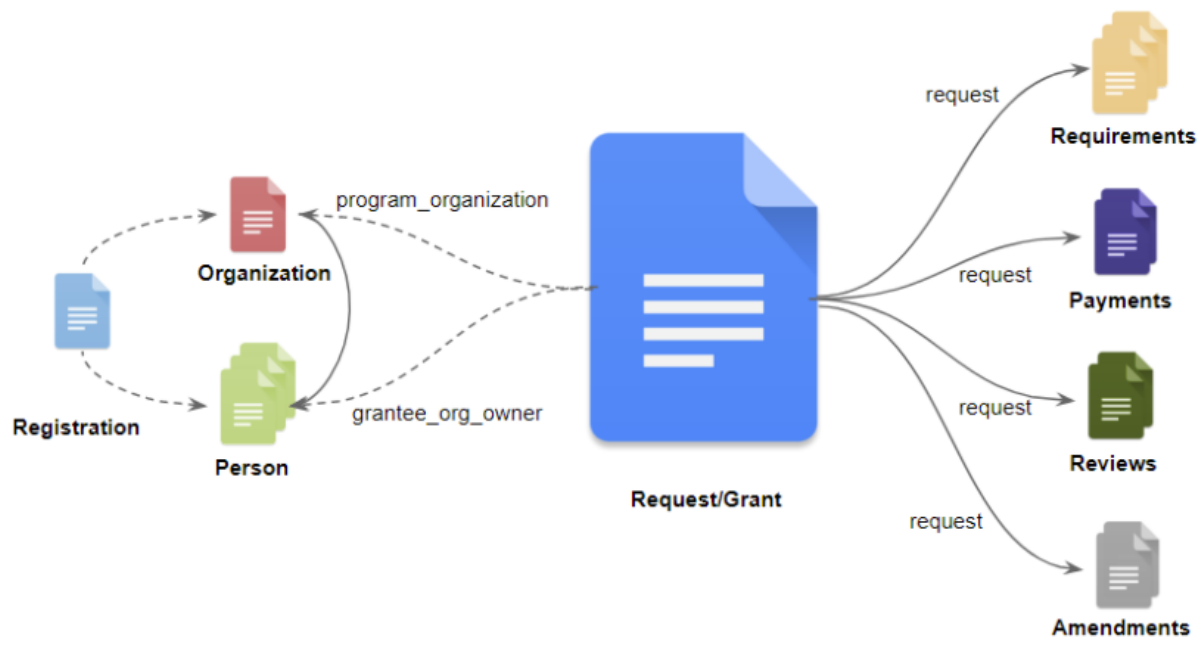 request
Requirements
program_organization
Organization
request
Payments
Registration
grantee_org_owner
request
Person
Reviews
Request/Grant
request
Amendments